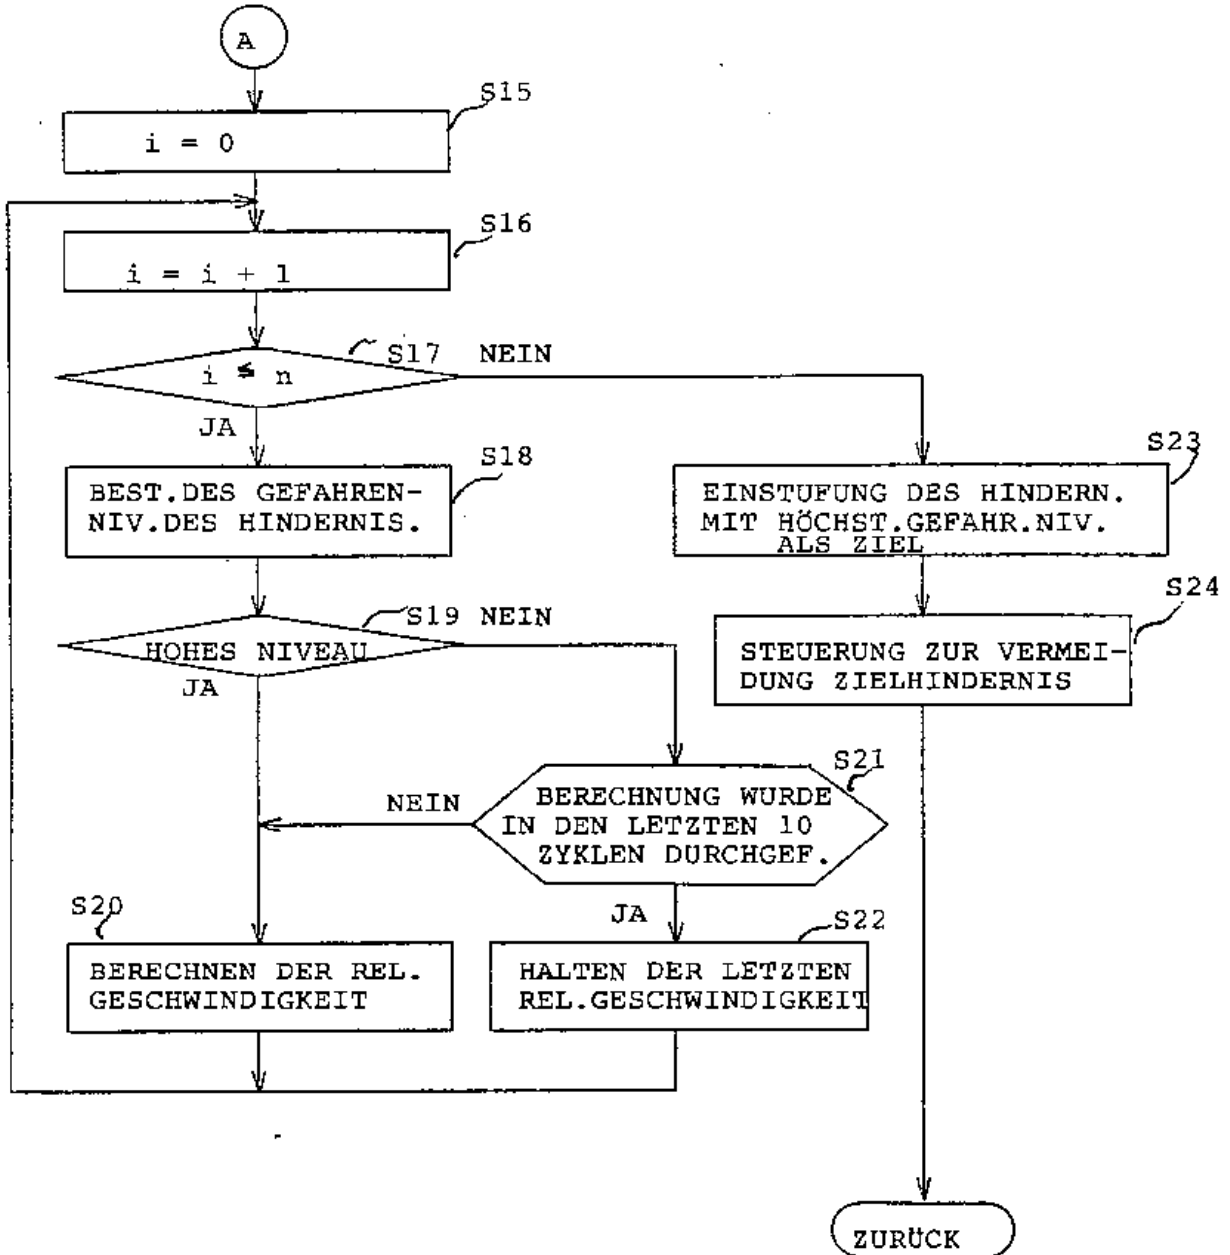 A
S15
i = 0
S16
i = i + 1
S17 NEIN
i ≦ n
JA
S18
BEST.DES GEFAHREN-
NIV.DES HINDERNIS.
S23
EINSTUFUNG DES HINDERN.
MIT HÖCHST.GEFAHR.NIV.
ALS ZIEL
S19 NEIN
HOHES NIVEAU
JA
S24
STEUERUNG ZUR VERMEI-
DUNG ZIELHINDERNIS
S21
BERECHNUNG WURDE
IN DEN LETZTEN 10
ZYKLEN DURCHGEF.
NEIN
JA
S20
BERECHNEN DER REL.
GESCHWINDIGKEIT
S22
HALTEN DER LETZTEN
REL.GESCHWINDIGKEIT
ZURÜCK